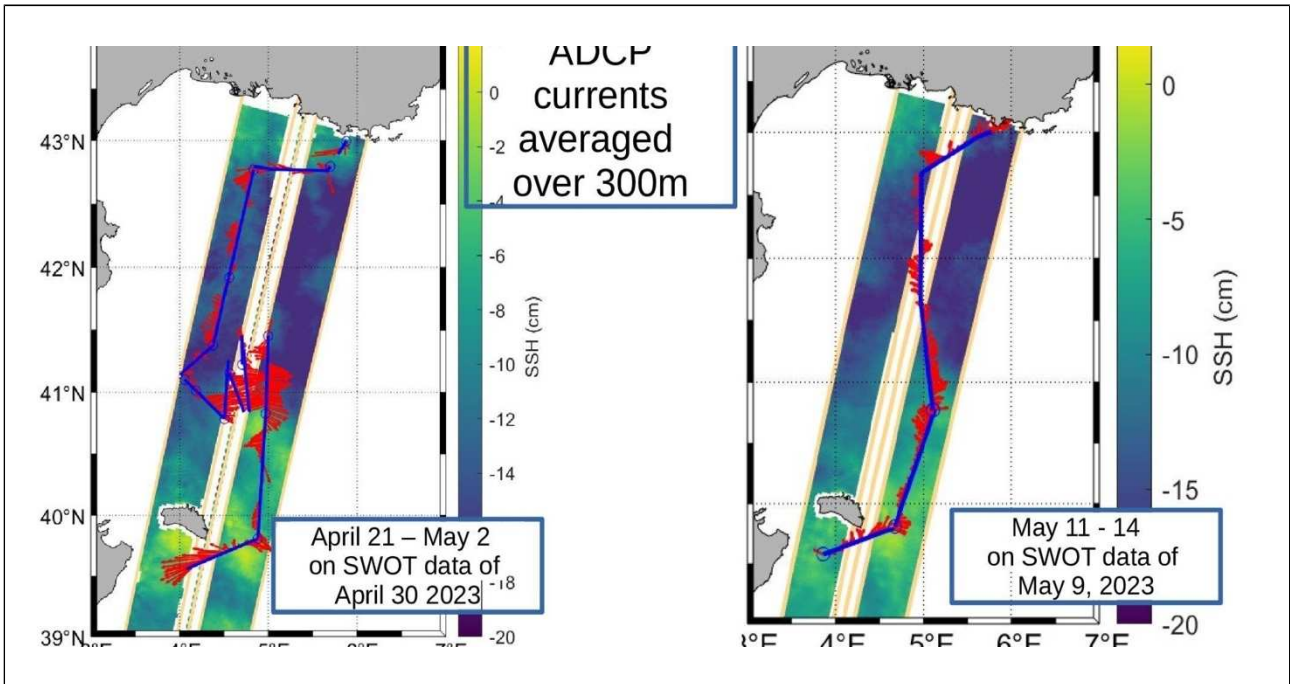 ADCP
currents
averaged
over 300m
43°N
42°N
41°N
40°N
39°N
4°E
5°E
0
-2
-4
-6
-8
-10
-12
-14
-18
-20
SSH (cm)
April 21 – May 2
on SWOT data of
April 30 2023
3°E
4°E
5°E
6°E
7°E
0
-5
-10
-15
-20
SSH (cm)
May 11 - 14
on SWOT data of
May 9, 2023